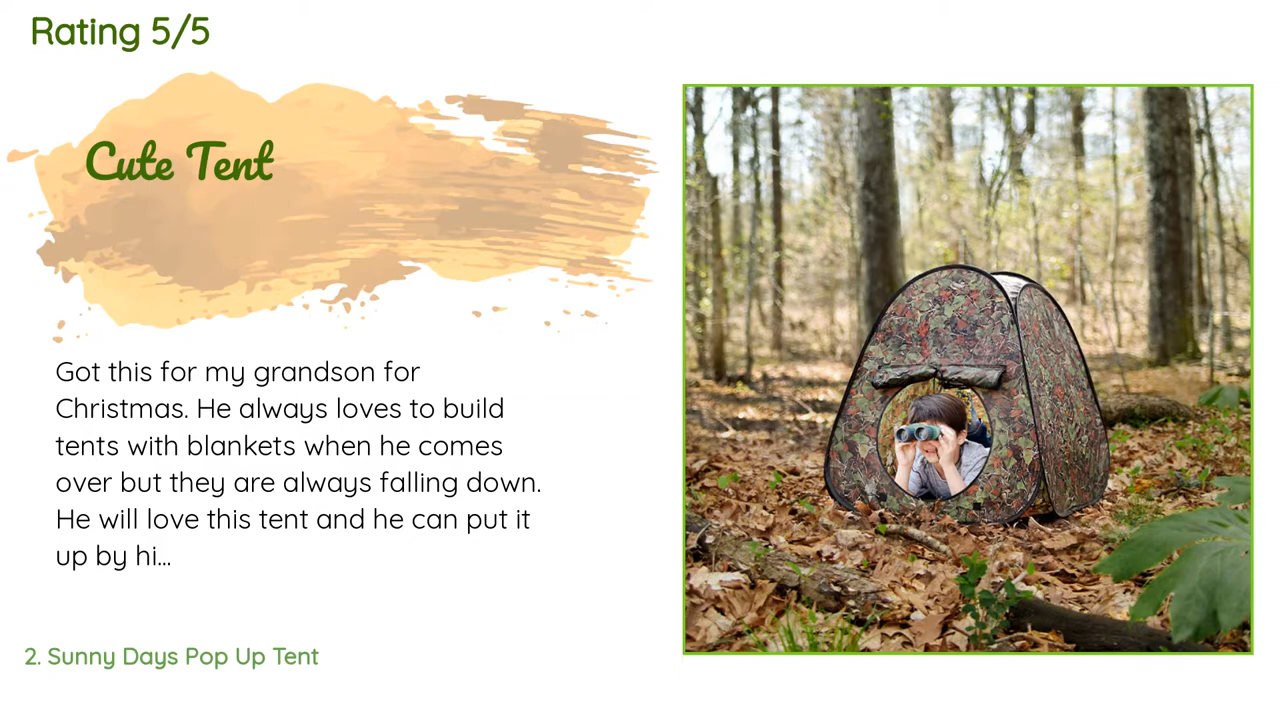 Rating 5/5
Cute Tent
Got this for my grandson for
Christmas. He always loves to build
tents with blankets when he comes
over but they are always falling down.
He will love this tent and he can put it
up by hi...
2. Sunny Days Pop Up Tent